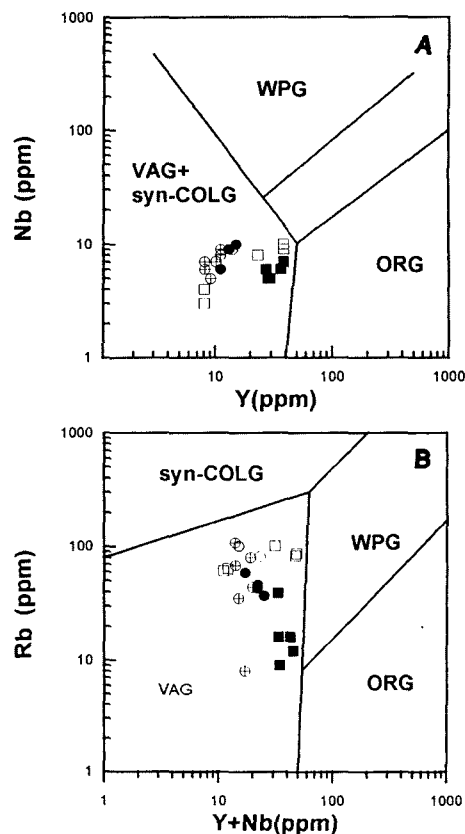 1000
A
WPG
100
Nb (ppm)
VAG+
syn-COLG
10
ORG
1
10
100
1000
Y(ppm)
1000
B
syn-COLG
100
WPG
Rb (ppm)
10
VAG
ORG
1
1
10
100
1000
Y+Nb(ppm)